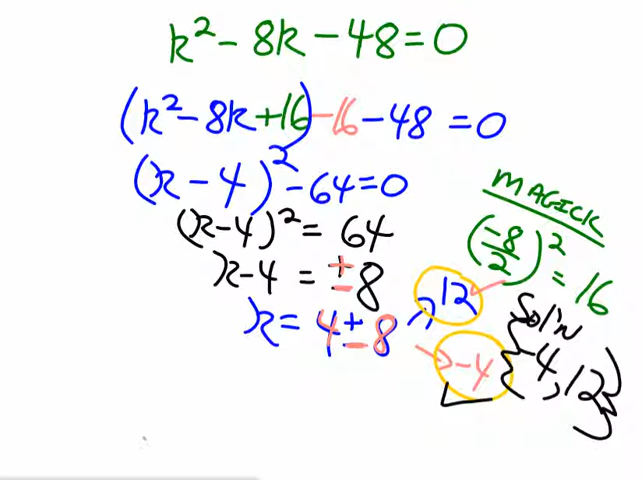 k² - 8k - 48 = 0
(k² - 8k + 16) - 16 - 48 = 0
(k - 4)² - 64 = 0
(k - 4)² = 64
k - 4 = ± 8
k = 4 ± 8
12
-4
MAGICK
(-8/2)² = 16
Sol'n
{-4, 12}